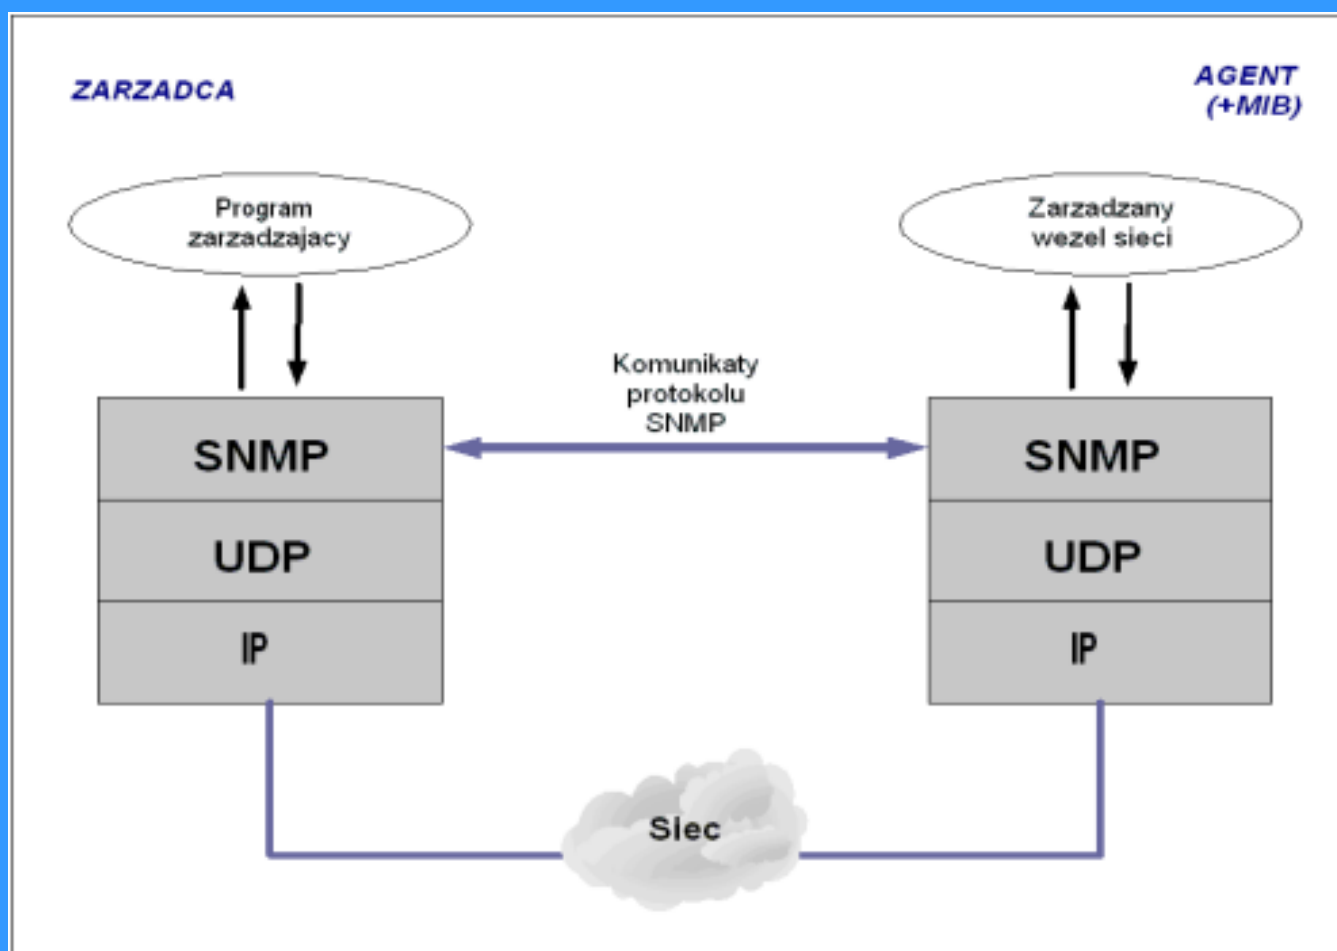 ZARZADCA
AGENT
(+MIB)
Program
zarzadzajacy
Zarzadzany
wezel sieci
Komunikaty
protokolu
SNMP
SNMP
SNMP
UDP
UDP
IP
IP
Siec